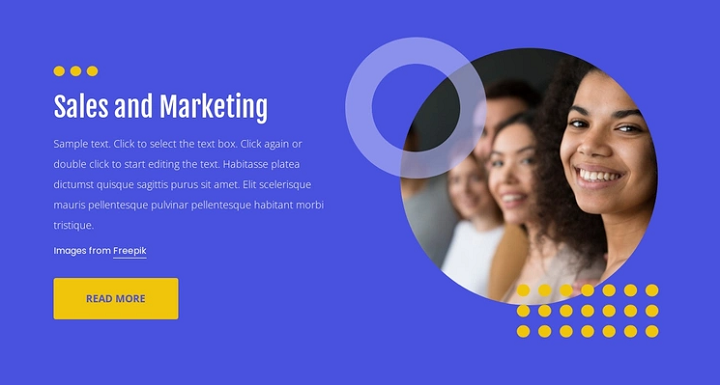 Sales and Marketing
Sample text. Click to select the text box. Click again or
double click to start editing the text. Habitasse platea
dictumst quisque sagittis purus sit amet. Elit scelerisque
mauris pellentesque pulvinar pellentesque habitant morbi
tristique.
Images from Freepik
READ MORE